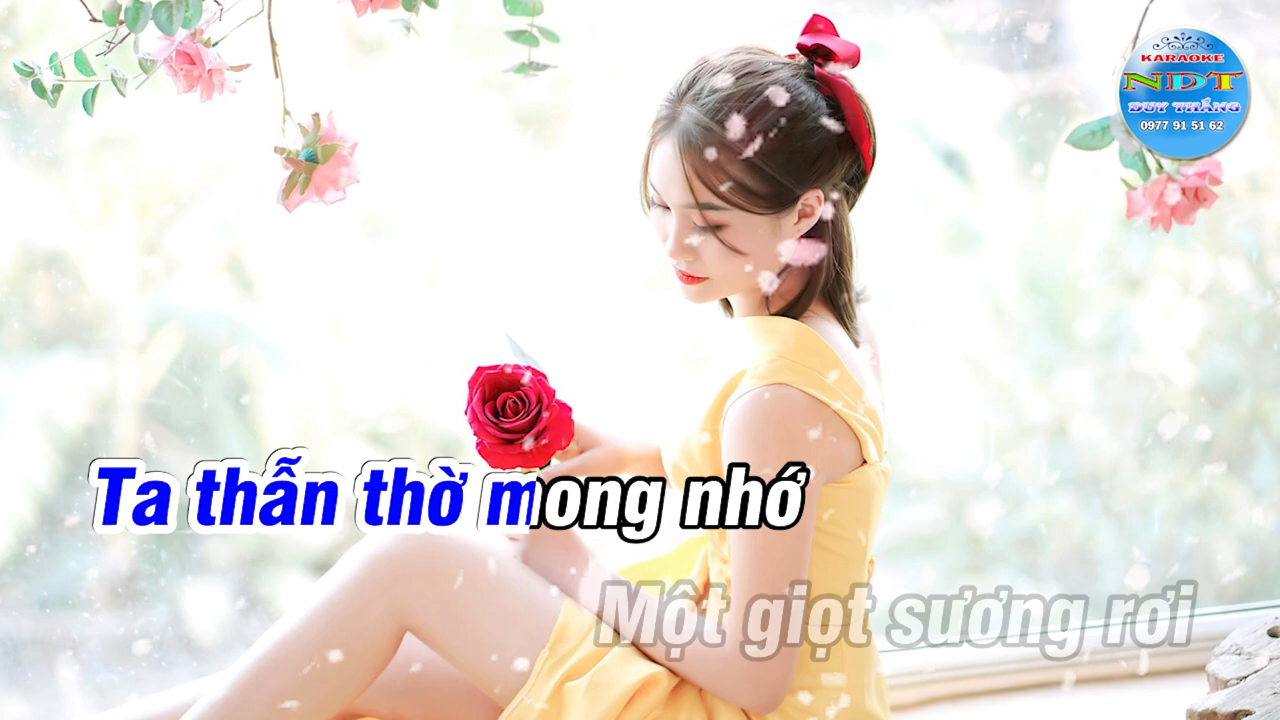 KARAOKE
NDT
DUY THẮNG
0977 91 51 62
Ta thẫn thờ mong nhớ
Một giọt sương rơi